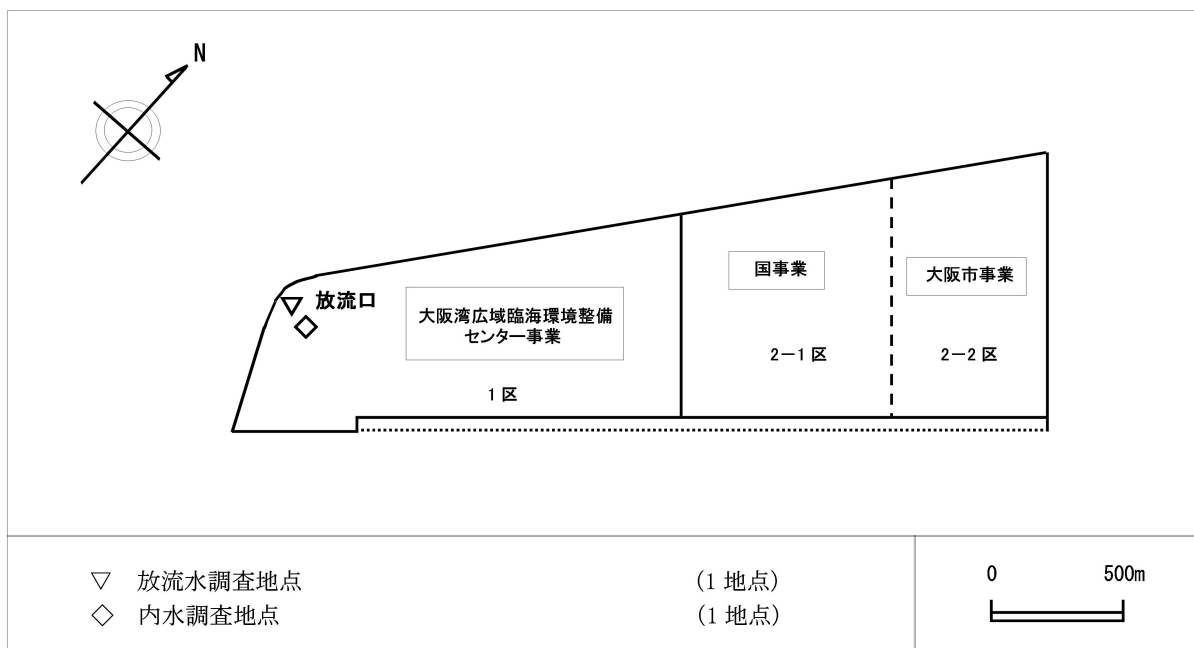 N
放流口
大阪湾広域臨海環境整備
センター事業
1 区
国事業
2－1 区
大阪市事業
2－2 区
▽ 放流水調査地点 (1 地点)
◇ 内水調査地点 (1 地点)
0 500m